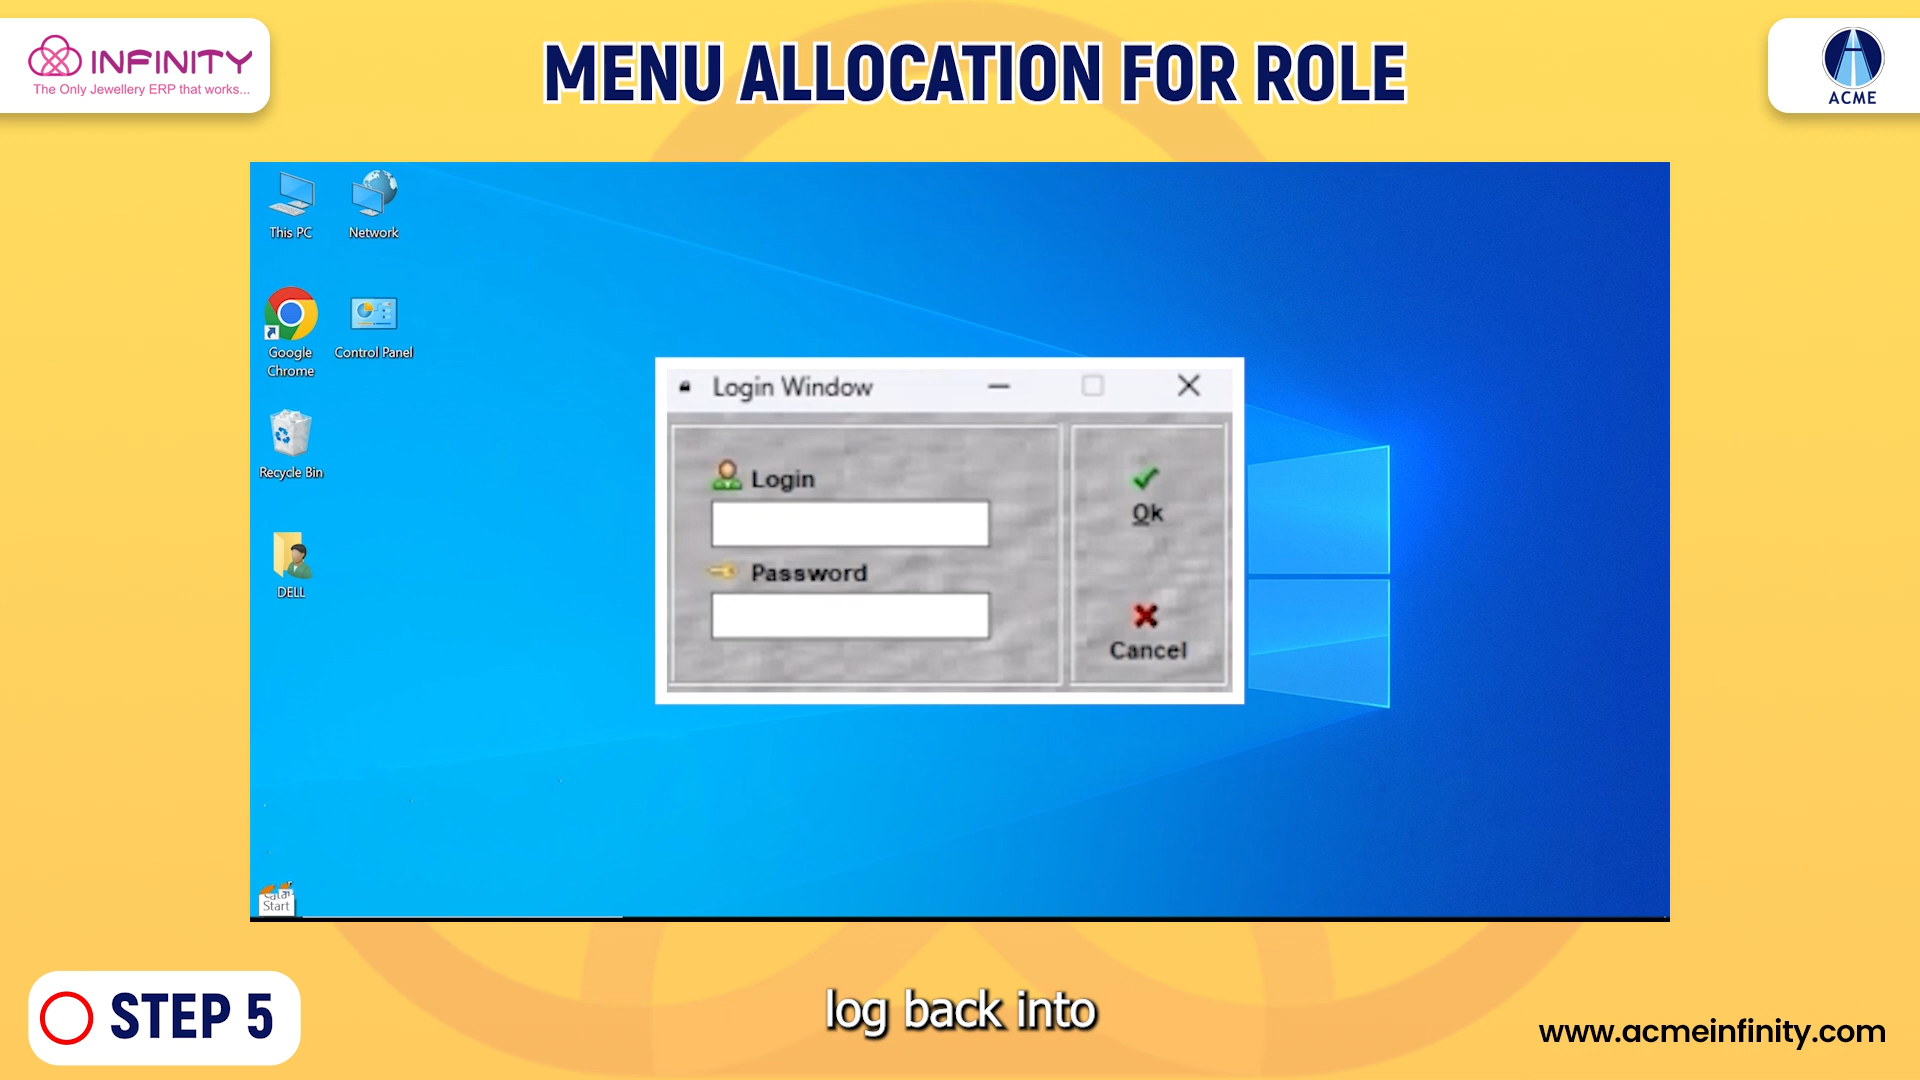 INFINITY
The Only Jewellery ERP that works...
MENU ALLOCATION FOR ROLE
ACME
This PC
Network
Google
Chrome
Control Panel
Recycle Bin
DELL
Login Window
Login
Password
Ok
Cancel
Start
STEP 5
log back into
www.acmeinfinity.com